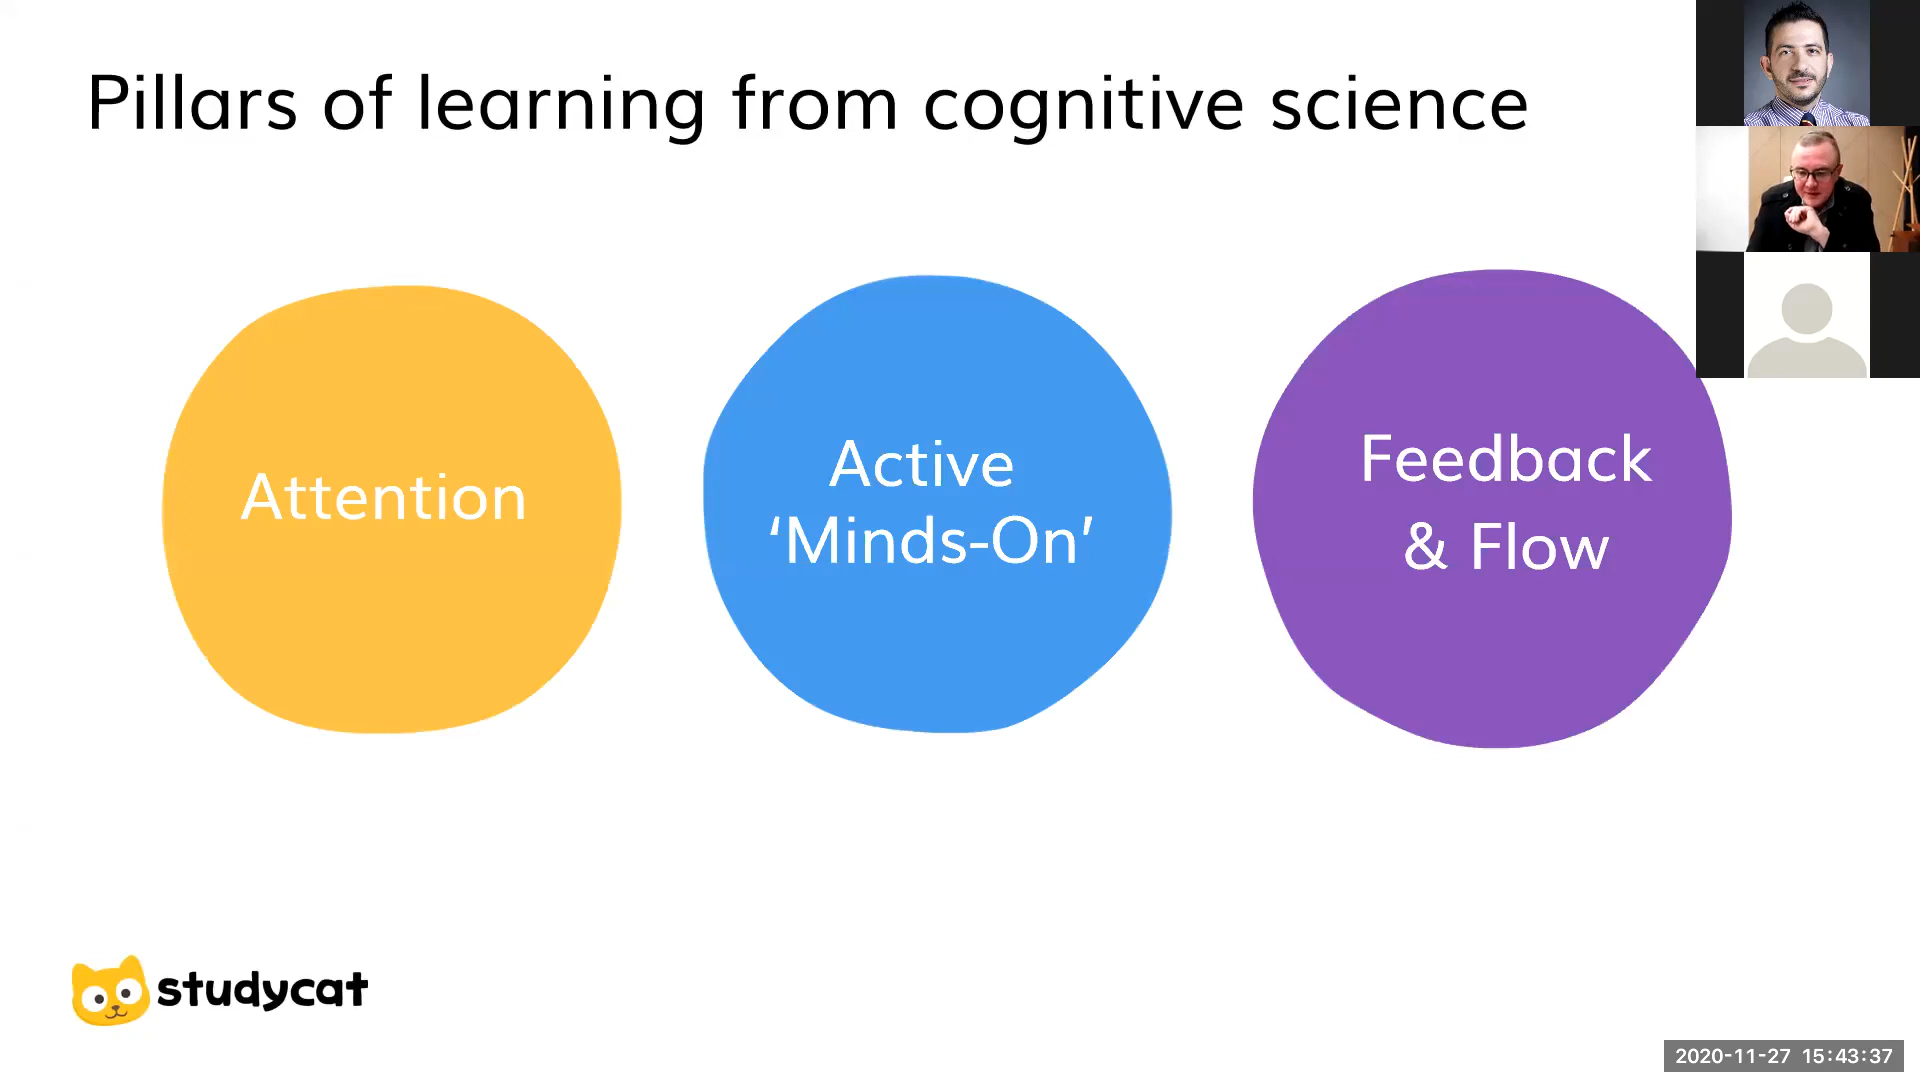 Pillars of learning from cognitive science
Attention
Active
‘Minds-On’
Feedback
& Flow
studycat
2020-11-27 15:43:37